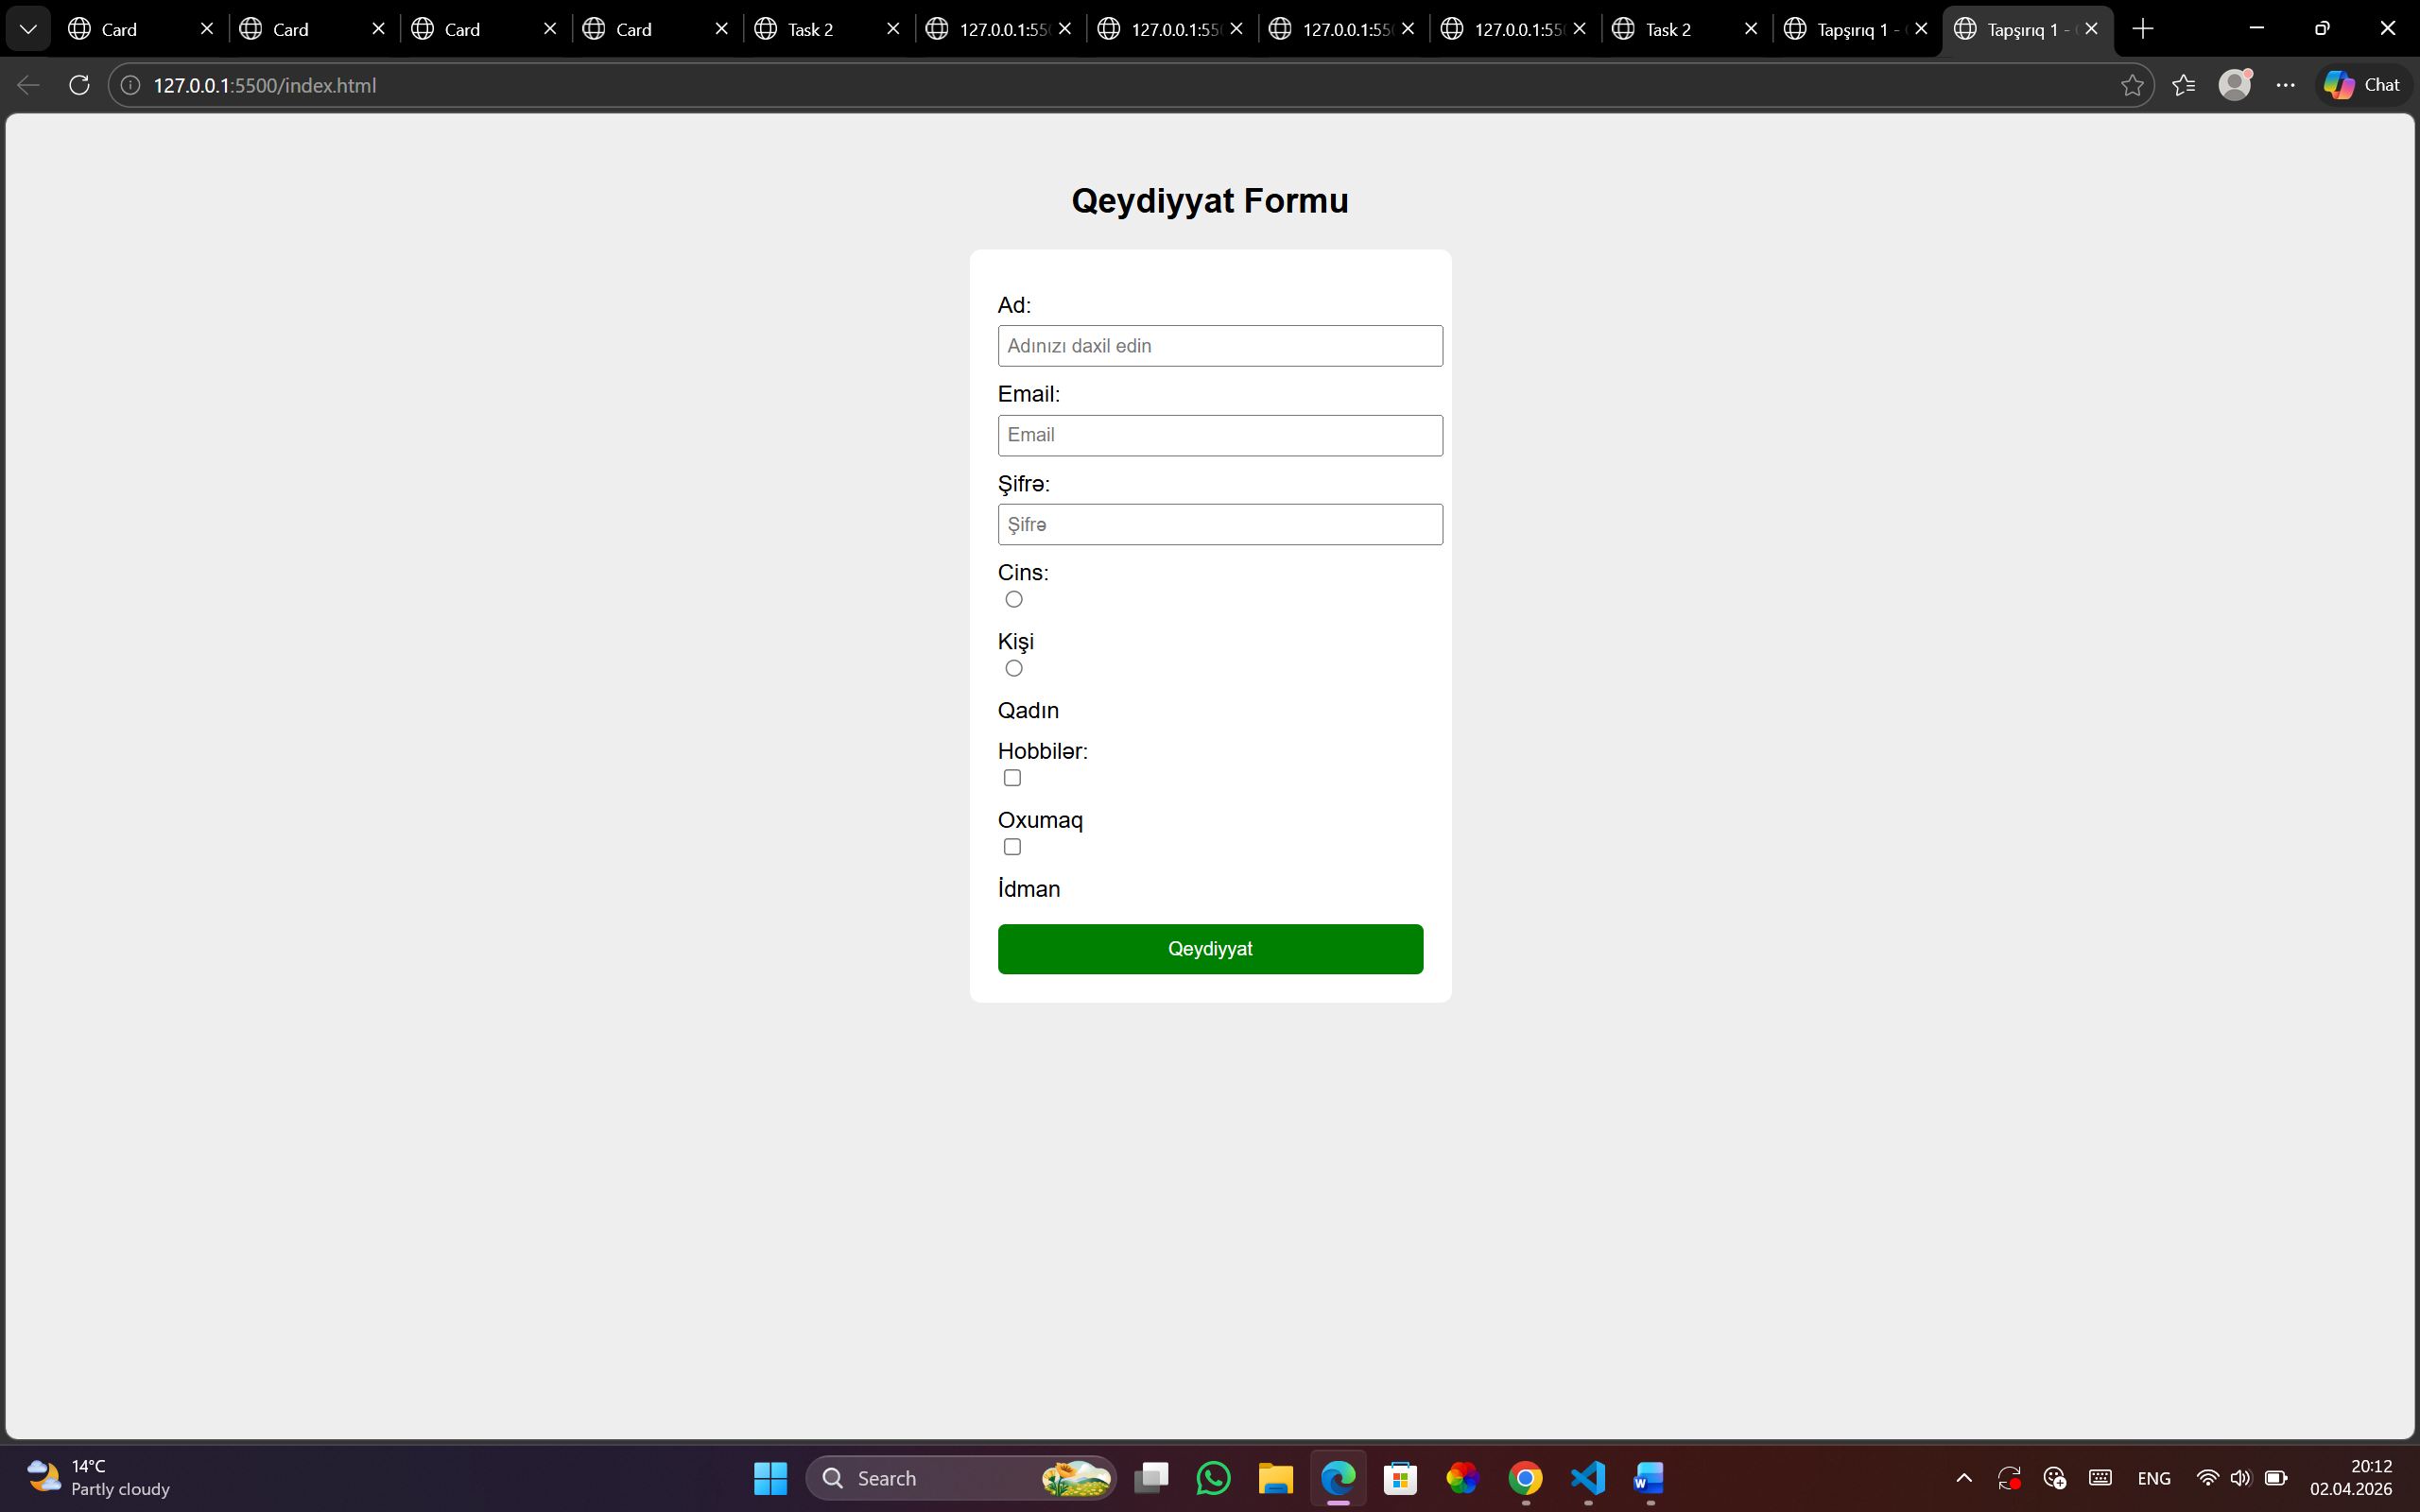 Card
Card
Card
Card
Task 2
127.0.0.1:55
127.0.0.1:55
127.0.0.1:55
127.0.0.1:55
Task 2
Tapşırıq 1 -
Tapşırıq 1 -
127.0.0.1:5500/index.html
Chat
Qeydiyyat Formu
Ad:
Adınızı daxil edin
Email:
Email
Şifrə:
Şifrə
Cins:
Kişi
Qadın
Hobbilər:
Oxumaq
İdman
Qeydiyyat
14°C
Partly cloudy
Search
ENG
20:12
02.04.2026